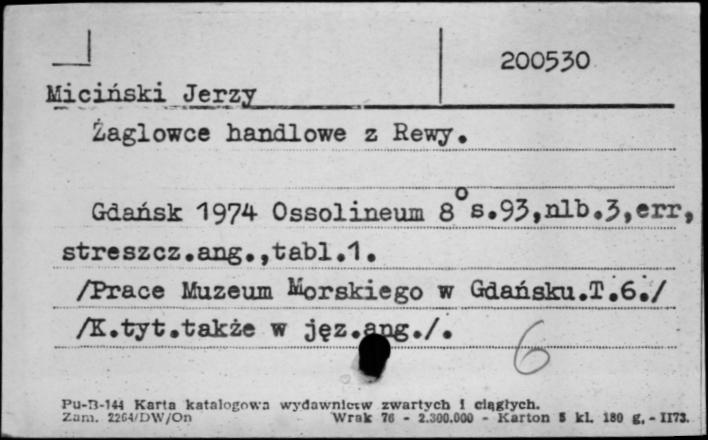 200530
Miciński Jerzy
Żaglowce handlowe z Rewy.
Gdańsk 1974 Ossolineum 8° s.93,nlb.3,err,
streszcz.ang.,tabl.1.
/Prace Muzeum Morskiego w Gdańsku.T.6./
/K.tyt.także w jęz.ang./.
6
Pu-B-144 Karta katalogowa wydawnictw zwartych i ciągłych.
Zam. 2264/DW/On Wrak 76 - 2.300.000 - Karton 5 kl. 180 g. - II73.